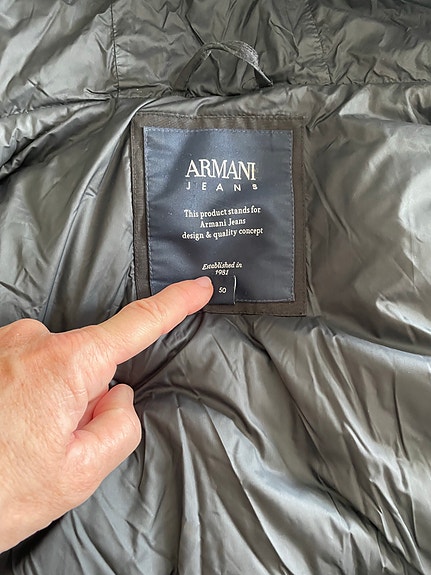 ARMANI
JEANS
This product stands for
Armani Jeans
design & quality concept
Established in
1981
50